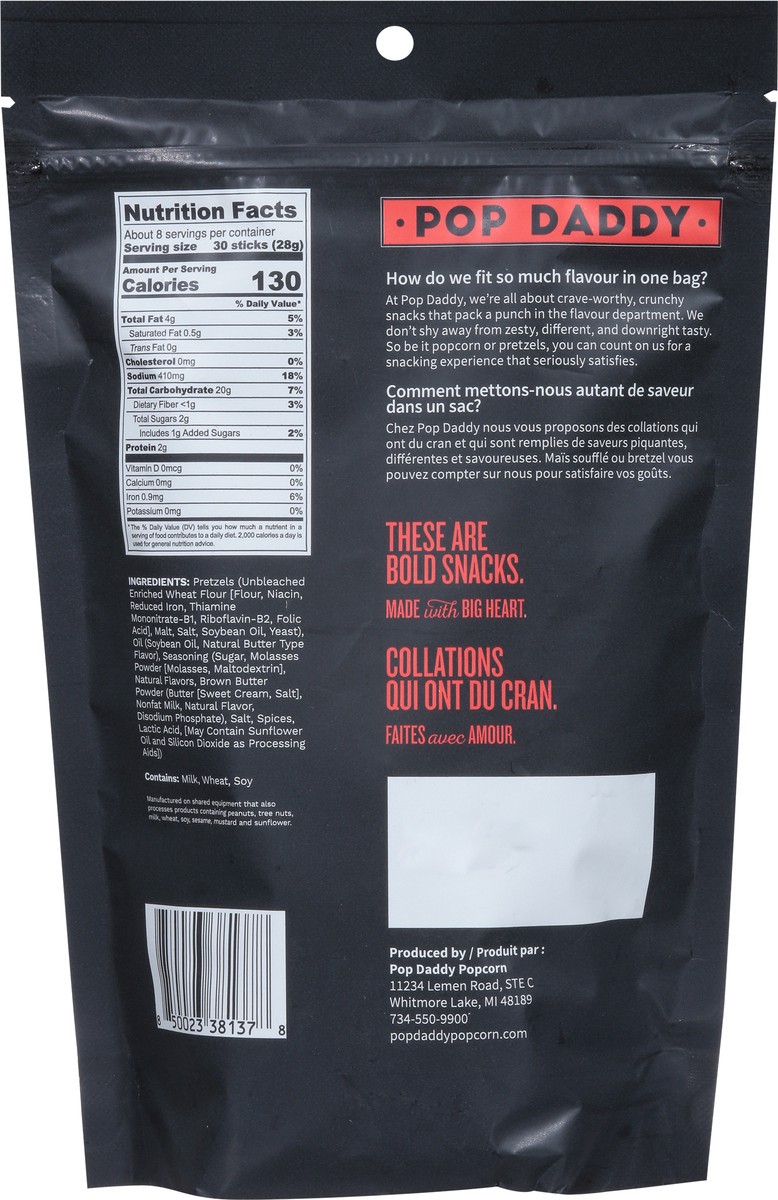 Nutrition Facts
About 8 servings per container
Serving size 30 sticks (28g)
Amount Per Serving
Calories 130
% Daily Value*
Total Fat 4g 5%
Saturated Fat 0.5g 3%
Trans Fat 0g
Cholesterol 0mg 0%
Sodium 410mg 18%
Total Carbohydrate 20g 7%
Dietary Fiber <1g 3%
Total Sugars 2g
Includes 1g Added Sugars 2%
Protein 2g
Vitamin D 0mcg 0%
Calcium 0mg 0%
Iron 0.9mg 6%
Potassium 0mg 0%
*The % Daily Value (DV) tells you how much a nutrient in a
serving of food contributes to a daily diet. 2,000 calories a day is
used for general nutrition advice.
INGREDIENTS: Pretzels (Unbleached
Enriched Wheat Flour [Flour, Niacin,
Reduced Iron, Thiamine
Mononitrate-B1, Riboflavin-B2, Folic
Acid], Malt, Salt, Soybean Oil, Yeast),
Oil (Soybean Oil, Natural Butter Type
Flavor), Seasoning (Sugar, Molasses
Powder [Molasses, Maltodextrin],
Natural Flavors, Brown Butter
Powder (Butter [Sweet Cream, Salt],
Nonfat Milk, Natural Flavor,
Disodium Phosphate), Salt, Spices,
Lactic Acid, [May Contain Sunflower
Oil and Silicon Dioxide as Processing
Aids])
Contains: Milk, Wheat, Soy
Manufactured on shared equipment that also
processes products containing peanuts, tree nuts,
milk, wheat, soy, sesame, mustard and sunflower.
8 50023 38137 8
·POP DADDY·
How do we fit so much flavour in one bag?
At Pop Daddy, we're all about crave-worthy, crunchy
snacks that pack a punch in the flavour department. We
don't shy away from zesty, different, and downright tasty.
So be it popcorn or pretzels, you can count on us for a
snacking experience that seriously satisfies.
Comment mettons-nous autant de saveur
dans un sac?
Chez Pop Daddy nous vous proposons des collations qui
ont du cran et qui sont remplies de saveurs piquantes,
différentes et savoureuses. Maïs soufflé ou bretzel vous
pouvez compter sur nous pour satisfaire vos goûts.
THESE ARE
BOLD SNACKS.
MADE with BIG HEART.
COLLATIONS
QUI ONT DU CRAN.
FAITES avec AMOUR.
Produced by / Produit par :
Pop Daddy Popcorn
11234 Lemen Road, STE C
Whitmore Lake, MI 48189
734-550-9900
popdaddypopcorn.com